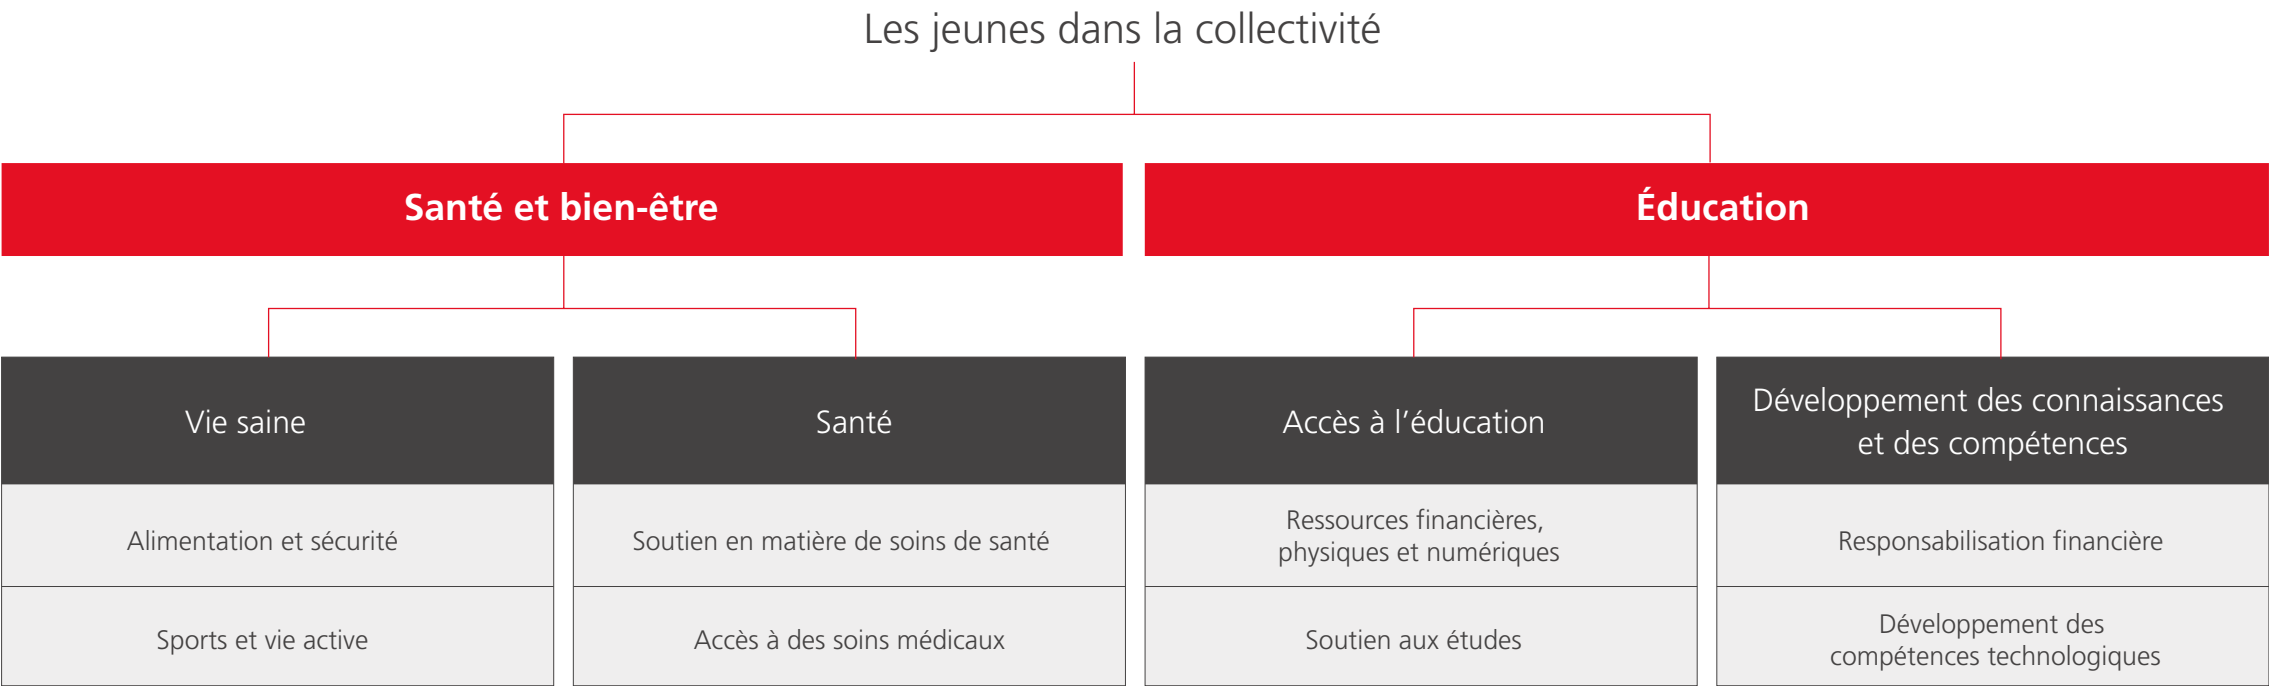 Les jeunes dans la collectivité
Santé et bien-être
Éducation
Vie saine
Santé
Accès à l’éducation
Développement des connaissances
et des compétences
Alimentation et sécurité
Soutien en matière de soins de santé
Ressources financières,
physiques et numériques
Responsabilisation financière
Sports et vie active
Accès à des soins médicaux
Soutien aux études
Développement des
compétences technologiques